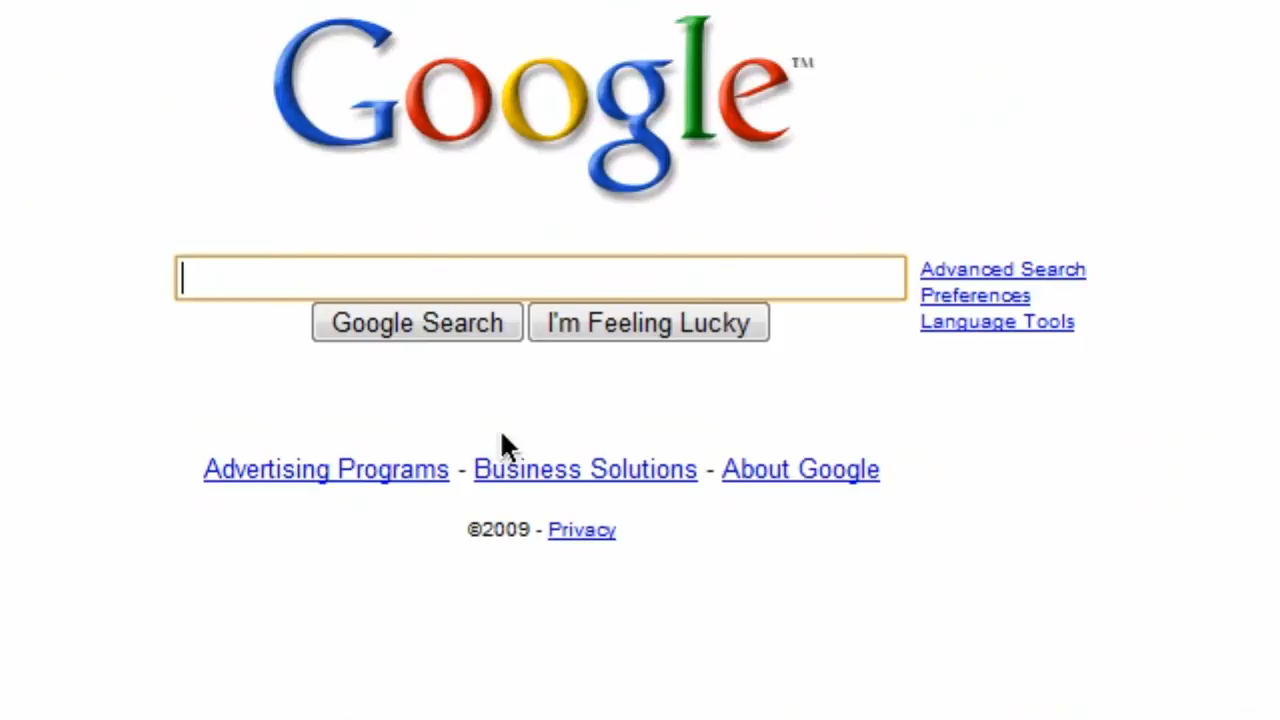 Google™
Advanced Search
Preferences
Language Tools
Google Search I'm Feeling Lucky
Advertising Programs - Business Solutions - About Google
©2009 - Privacy